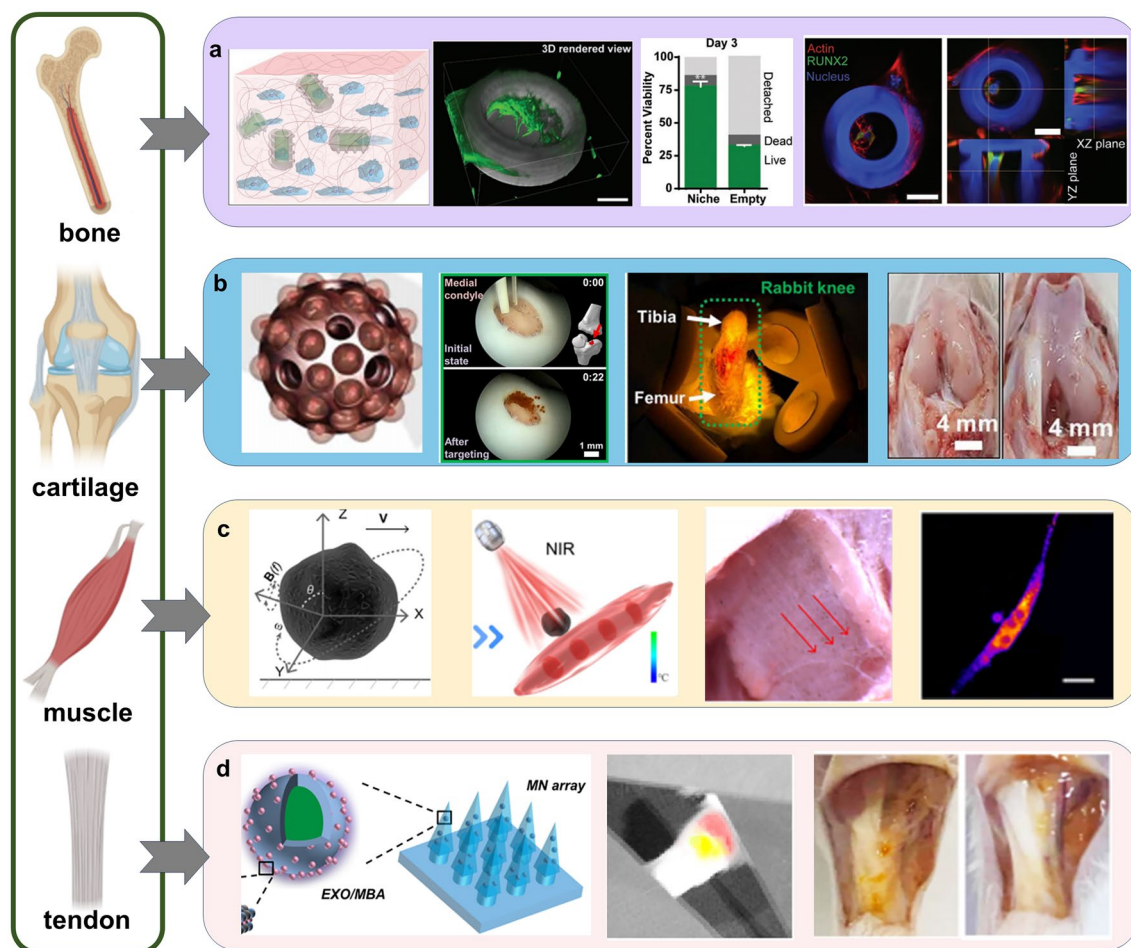 bone
cartilage
muscle
tendon
a
3D rendered view
Day 3
100
75
50
25
0
Percent Viability
**
Detached
Dead
Live
Niche
Empty
Actin
RUNX2
Nucleus
XZ plane
YZ plane
b
Medial
condyle
0:00
Initial
state
0:22
After
targeting
1 mm
Rabbit knee
Tibia
Femur
4 mm
4 mm
c
Z
V
B(f)
θ
X
ω
Y
NIR
°C
d
MN array
EXO/MBA